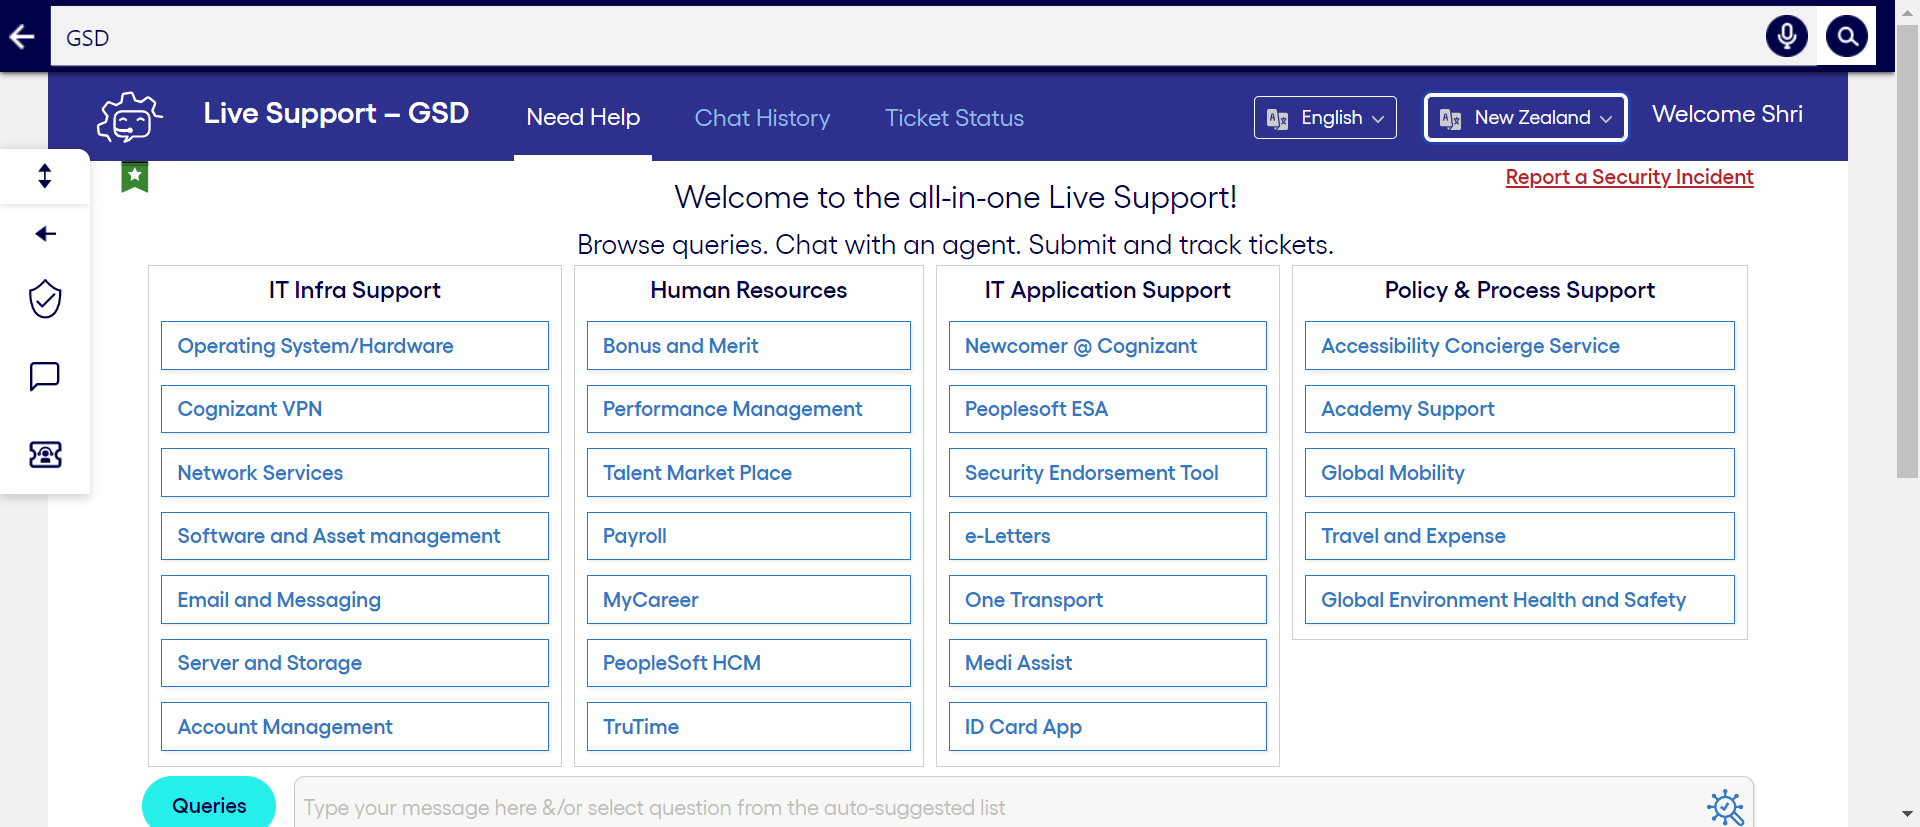 GSD
Live Support – GSD
Need Help
Chat History
Ticket Status
English
New Zealand
Welcome Shri
Report a Security Incident
Welcome to the all-in-one Live Support!
Browse queries. Chat with an agent. Submit and track tickets.
IT Infra Support
Operating System/Hardware
Cognizant VPN
Network Services
Software and Asset management
Email and Messaging
Server and Storage
Account Management
Human Resources
Bonus and Merit
Performance Management
Talent Market Place
Payroll
MyCareer
PeopleSoft HCM
TruTime
IT Application Support
Newcomer @ Cognizant
Peoplesoft ESA
Security Endorsement Tool
e-Letters
One Transport
Medi Assist
ID Card App
Policy & Process Support
Accessibility Concierge Service
Academy Support
Global Mobility
Travel and Expense
Global Environment Health and Safety
Queries
Type your message here &/or select question from the auto-suggested list